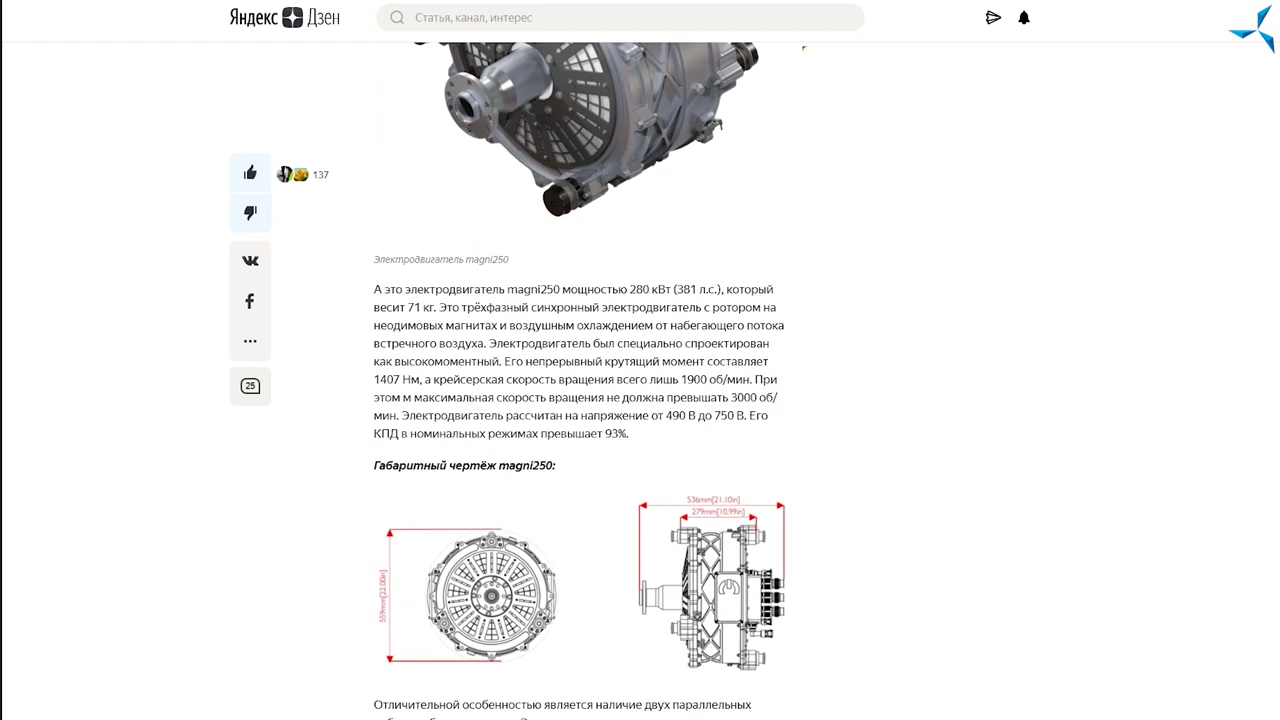 Яндекс Дзен
Статья, канал, интерес
137
25
Электродвигатель magni250
А это электродвигатель magni250 мощностью 280 кВт (381 л.с.), который
весит 71 кг. Это трёхфазный синхронный электродвигатель с ротором на
неодимовых магнитах и воздушным охлаждением от набегающего потока
встречного воздуха. Электродвигатель был специально спроектирован
как высокомоментный. Его непрерывный крутящий момент составляет
1407 Нм, а крейсерская скорость вращения всего лишь 1900 об/мин. При
этом м максимальная скорость вращения не должна превышать 3000 об/
мин. Электродвигатель рассчитан на напряжение от 490 В до 750 В. Его
КПД в номинальных режимах превышает 93%.
Габаритный чертёж magni250:
536mm[21.10in]
279mm[10.99in]
559mm[22.00in]
Отличительной особенностью является наличие двух параллельных